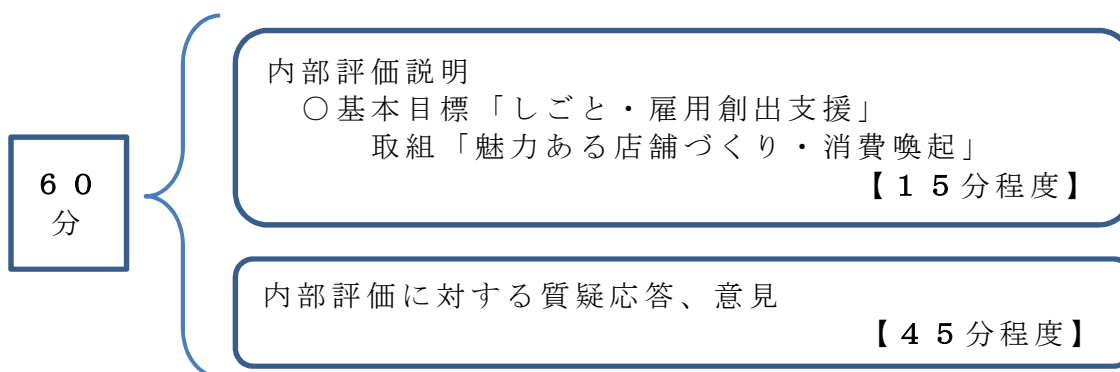 60
分
内部評価説明
○基本目標「しごと・雇用創出支援」
取組「魅力ある店舗づくり・消費喚起」
【15分程度】
内部評価に対する質疑応答、意見
【45分程度】